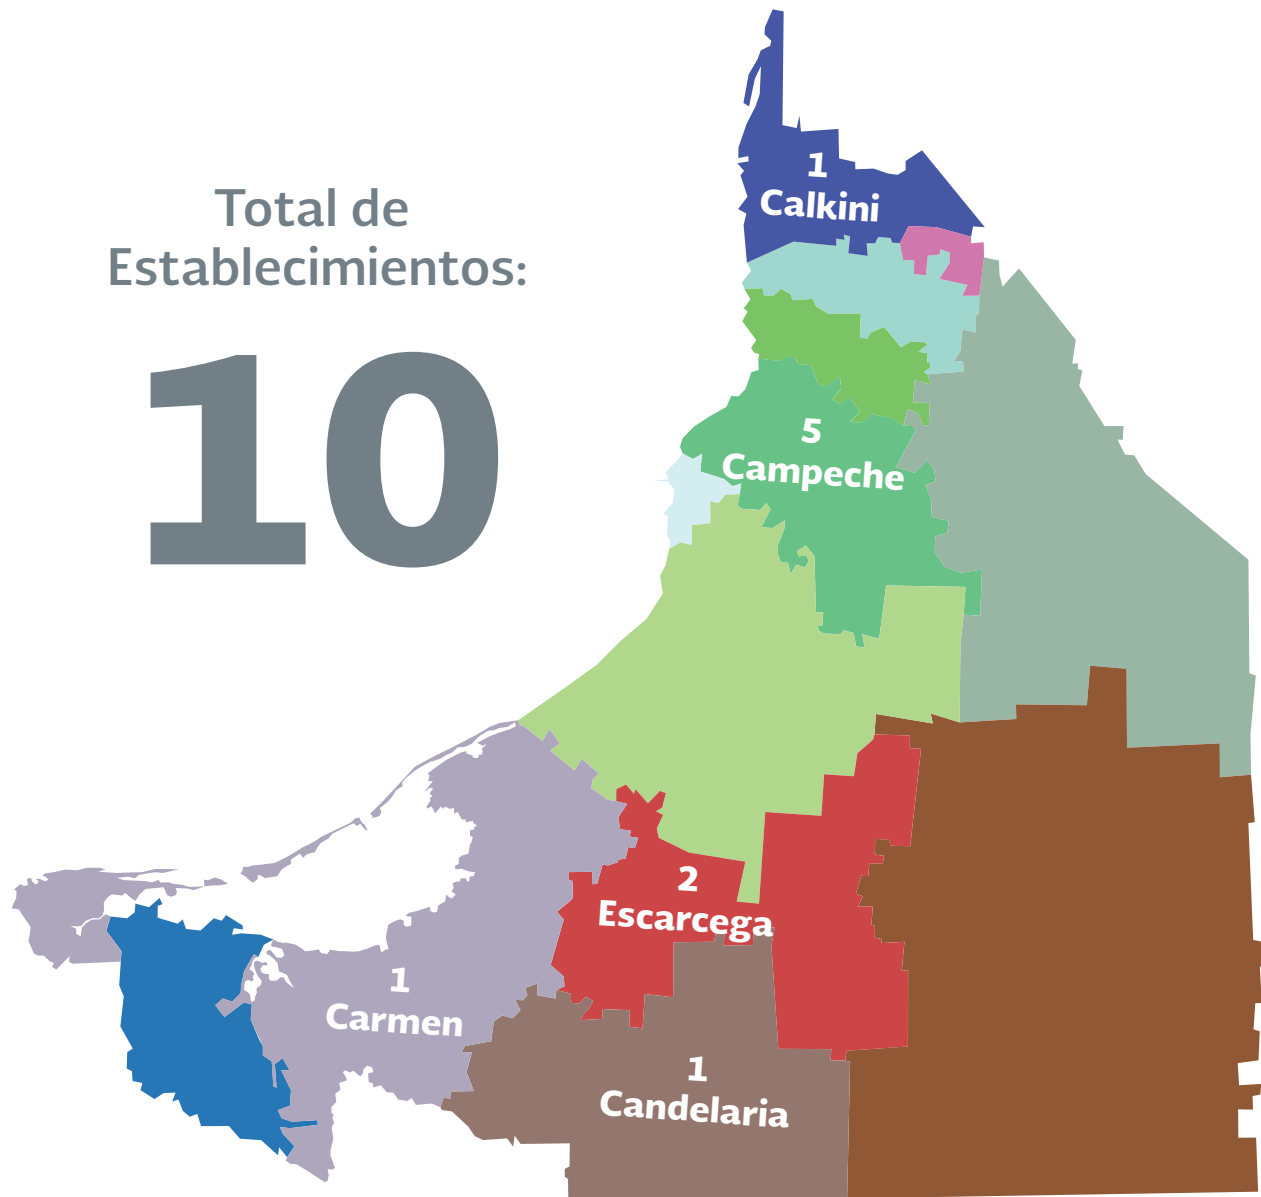 Total de
Establecimientos:
10
1
Calkini
5
Campeche
2
Escarcega
1
Carmen
1
Candelaria